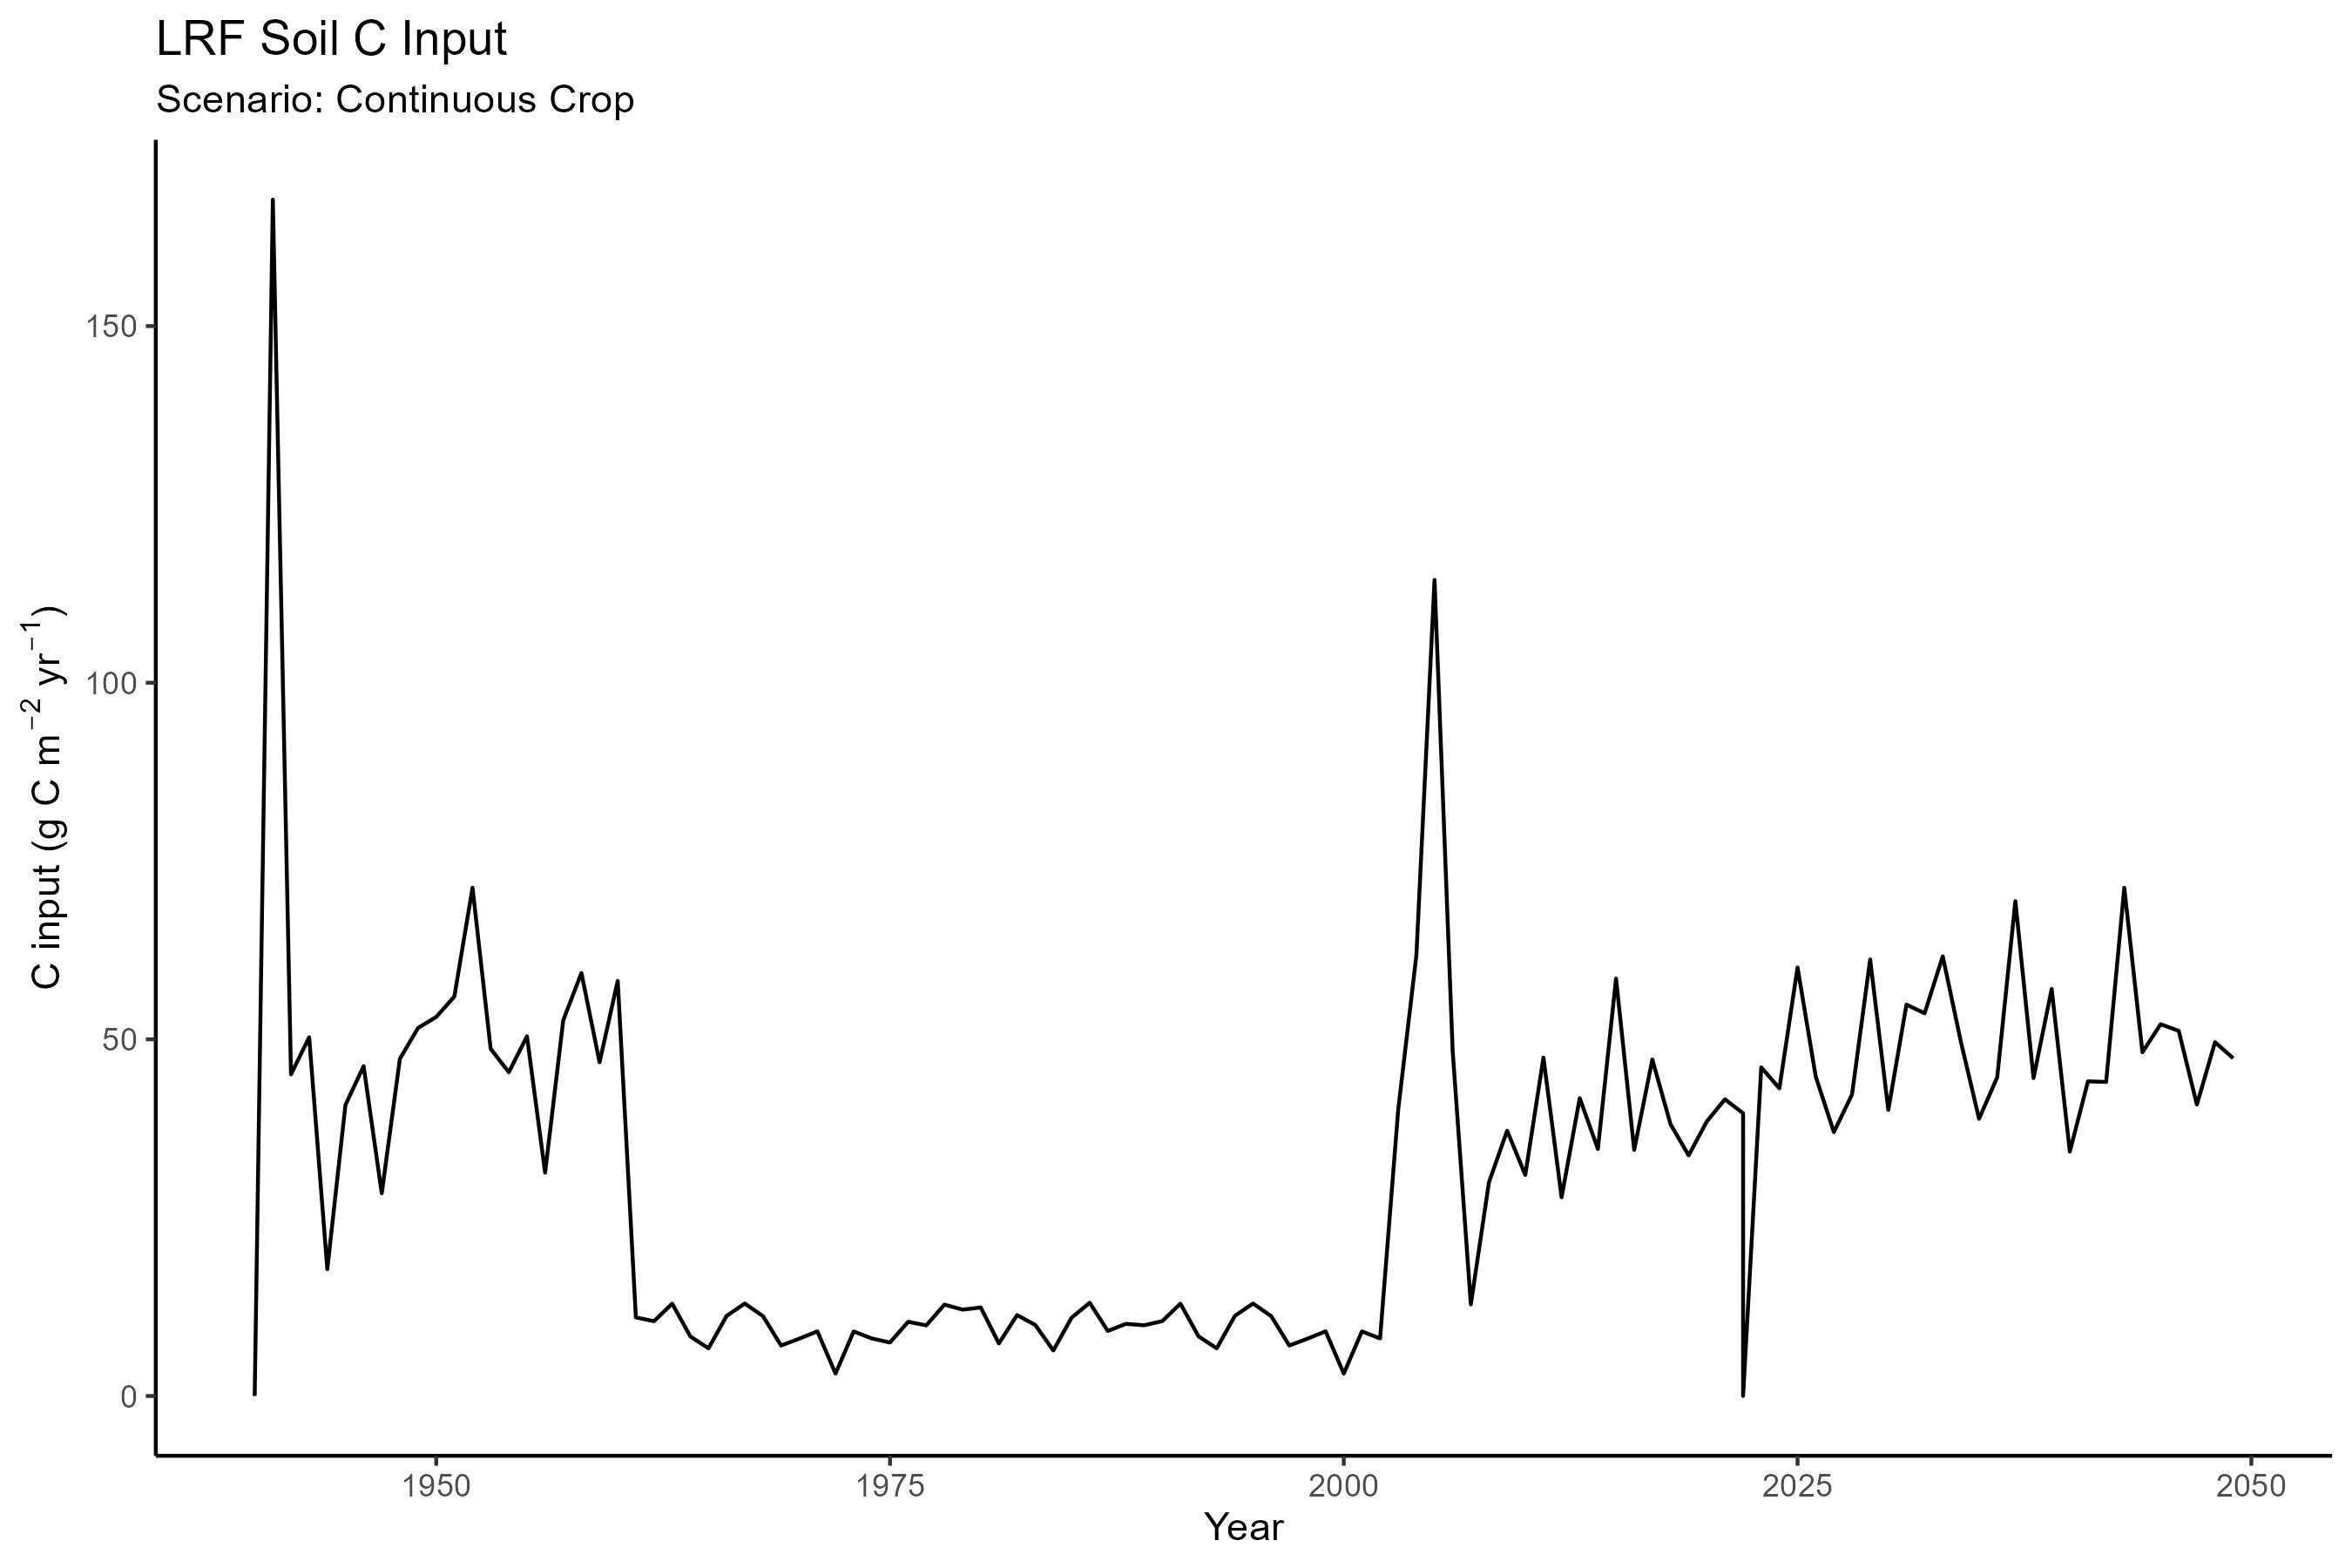 LRF Soil C Input
Scenario: Continuous Crop
C input (g C m⁻² yr⁻¹)
150
100
50
0
1950 1975 2000 2025 2050
Year